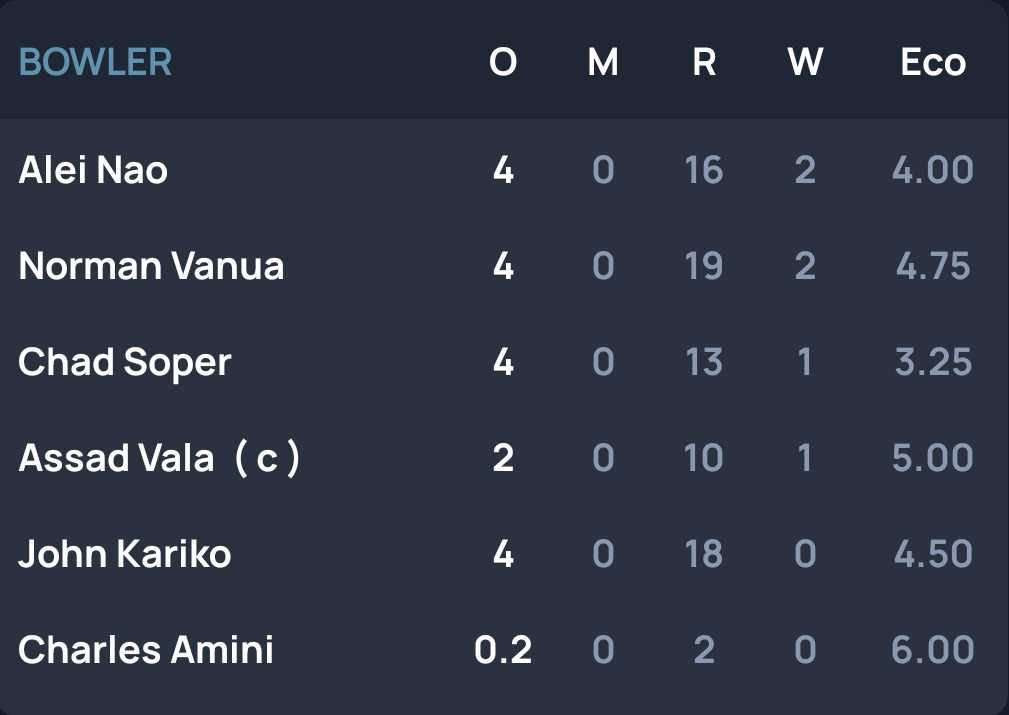 BOWLER O M R W Eco
Alei Nao 4 0 16 2 4.00
Norman Vanua 4 0 19 2 4.75
Chad Soper 4 0 13 1 3.25
Assad Vala ( c ) 2 0 10 1 5.00
John Kariko 4 0 18 0 4.50
Charles Amini 0.2 0 2 0 6.00